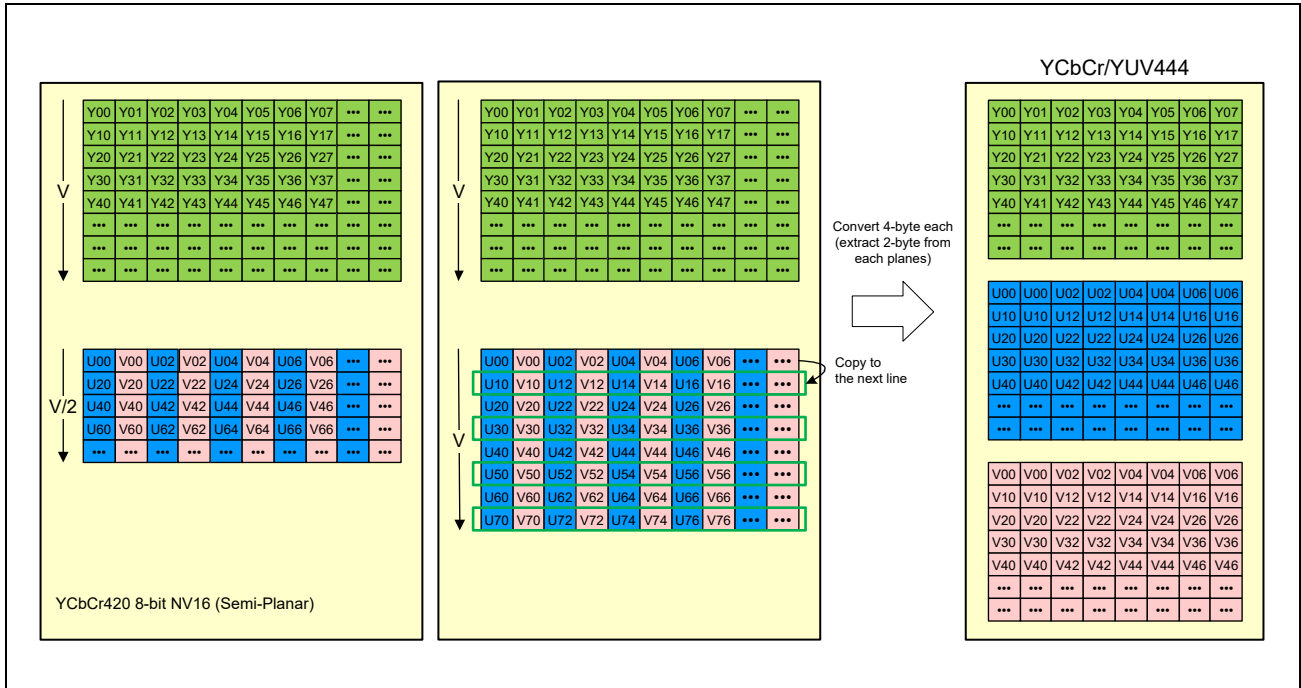 Y00 Y01 Y02 Y03 Y04 Y05 Y06 Y07 ... ...
Y10 Y11 Y12 Y13 Y14 Y15 Y16 Y17 ... ...
Y20 Y21 Y22 Y23 Y24 Y25 Y26 Y27 ... ...
Y30 Y31 Y32 Y33 Y34 Y35 Y36 Y37 ... ...
Y40 Y41 Y42 Y43 Y44 Y45 Y46 Y47 ... ...
... ... ... ... ... ... ... ... ... ...
... ... ... ... ... ... ... ... ... ...
... ... ... ... ... ... ... ... ... ...
V
U00 V00 U02 V02 U04 V04 U06 V06 ... ...
U20 V20 U22 V22 U24 V24 U26 V26 ... ...
U40 V40 U42 V42 U44 V44 U46 V46 ... ...
U60 V60 U62 V62 U64 V64 U66 V66 ... ...
... ... ... ... ... ... ... ... ... ...
V/2
YCbCr420 8-bit NV16 (Semi-Planar)
Y00 Y01 Y02 Y03 Y04 Y05 Y06 Y07 ... ...
Y10 Y11 Y12 Y13 Y14 Y15 Y16 Y17 ... ...
Y20 Y21 Y22 Y23 Y24 Y25 Y26 Y27 ... ...
Y30 Y31 Y32 Y33 Y34 Y35 Y36 Y37 ... ...
Y40 Y41 Y42 Y43 Y44 Y45 Y46 Y47 ... ...
... ... ... ... ... ... ... ... ... ...
... ... ... ... ... ... ... ... ... ...
... ... ... ... ... ... ... ... ... ...
V
U00 V00 U02 V02 U04 V04 U06 V06 ... ...
U10 V10 U12 V12 U14 V14 U16 V16 ... ...
U20 V20 U22 V22 U24 V24 U26 V26 ... ...
U30 V30 U32 V32 U34 V34 U36 V36 ... ...
U40 V40 U42 V42 U44 V44 U46 V46 ... ...
U50 V50 U52 V52 U54 V54 U56 V56 ... ...
U60 V60 U62 V62 U64 V64 U66 V66 ... ...
U70 V70 U72 V72 U74 V74 U76 V76 ... ...
V
Copy to
the next line
Convert 4-byte each
(extract 2-byte from
each planes)
YCbCr/YUV444
Y00 Y01 Y02 Y03 Y04 Y05 Y06 Y07
Y10 Y11 Y12 Y13 Y14 Y15 Y16 Y17
Y20 Y21 Y22 Y23 Y24 Y25 Y26 Y27
Y30 Y31 Y32 Y33 Y34 Y35 Y36 Y37
Y40 Y41 Y42 Y43 Y44 Y45 Y46 Y47
... ... ... ... ... ... ... ...
... ... ... ... ... ... ... ...
U00 U00 U02 U02 U04 U04 U06 U06
U10 U10 U12 U12 U14 U14 U16 U16
U20 U20 U22 U22 U24 U24 U26 U26
U30 U30 U32 U32 U34 U34 U36 U36
U40 U40 U42 U42 U44 U44 U46 U46
... ... ... ... ... ... ... ...
... ... ... ... ... ... ... ...
V00 V00 V02 V02 V04 V04 V06 V06
V10 V10 V12 V12 V14 V14 V16 V16
V20 V20 V22 V22 V24 V24 V26 V26
V30 V30 V32 V32 V34 V34 V36 V36
V40 V40 V42 V42 V44 V44 V46 V46
... ... ... ... ... ... ... ...
... ... ... ... ... ... ... ...